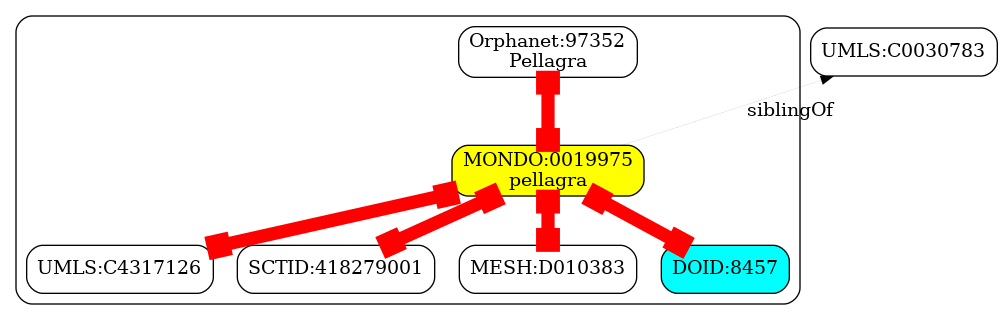 Orphanet:97352
Pellagra
UMLS:C0030783
siblingOf
MONDO:0019975
pellagra
UMLS:C4317126
SCTID:418279001
MESH:D010383
DOID:8457